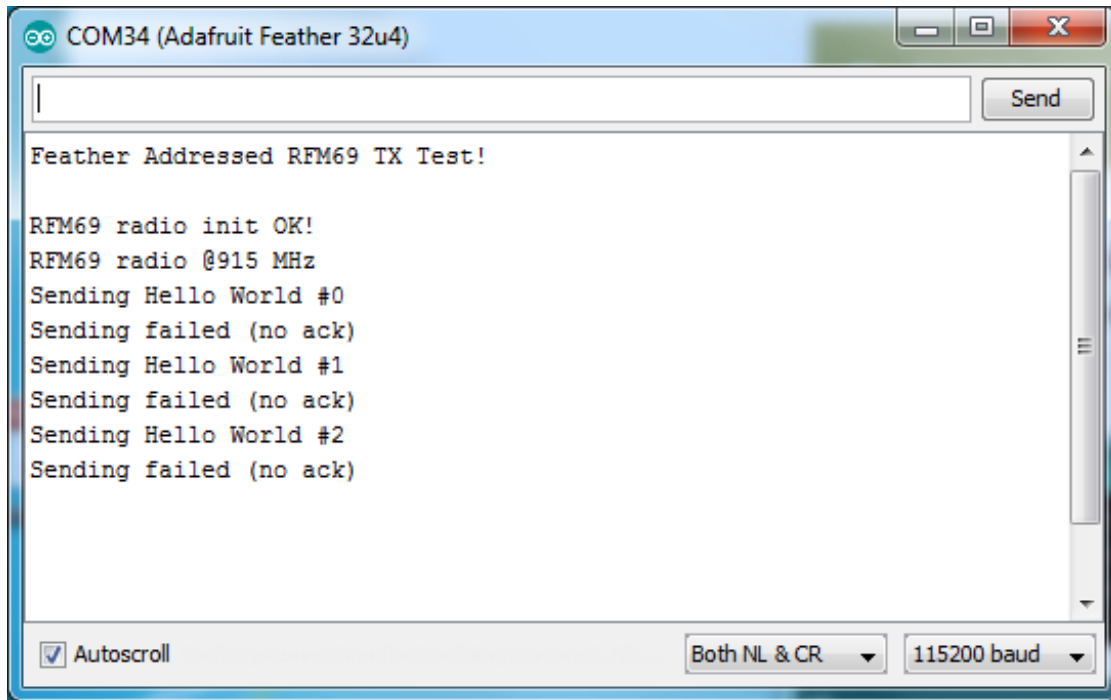 COM34 (Adafruit Feather 32u4)
Send
Feather Addressed RFM69 TX Test!
RFM69 radio init OK!
RFM69 radio @915 MHz
Sending Hello World #0
Sending failed (no ack)
Sending Hello World #1
Sending failed (no ack)
Sending Hello World #2
Sending failed (no ack)
Autoscroll
Both NL & CR
115200 baud